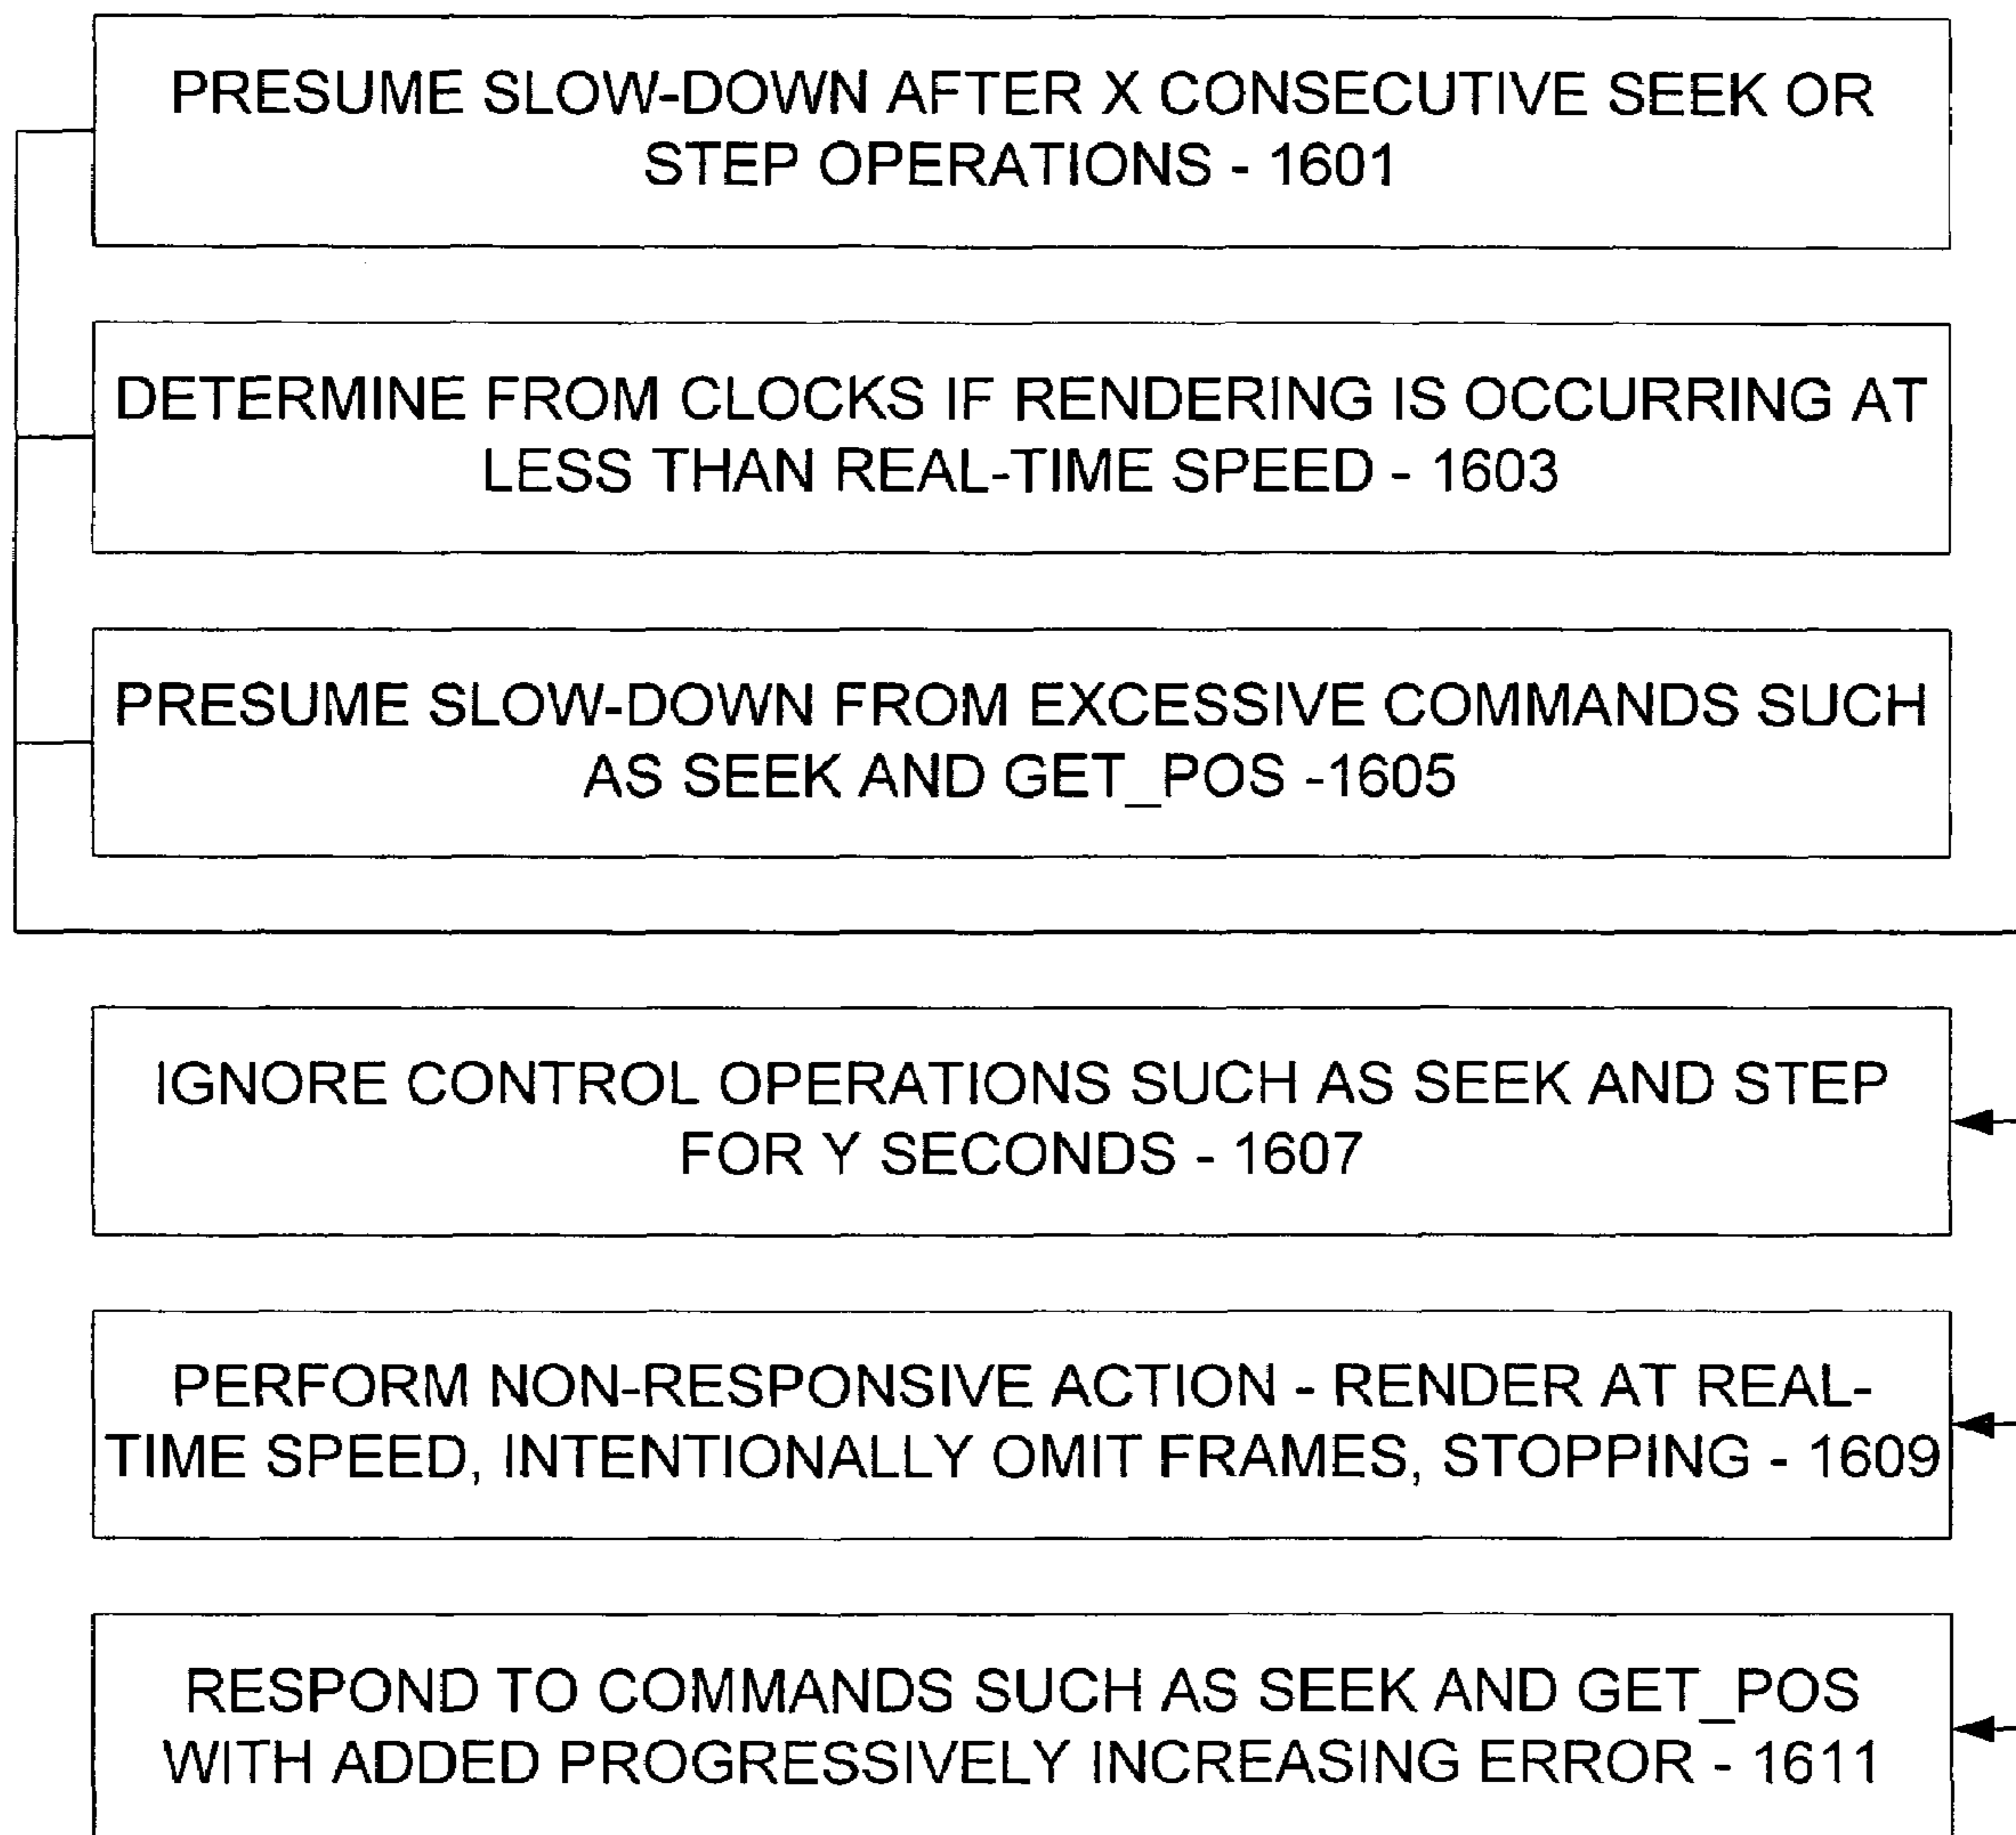 PRESUME SLOW-DOWN AFTER X CONSECUTIVE SEEK OR
STEP OPERATIONS - 1601
DETERMINE FROM CLOCKS IF RENDERING IS OCCURRING AT
LESS THAN REAL-TIME SPEED - 1603
PRESUME SLOW-DOWN FROM EXCESSIVE COMMANDS SUCH
AS SEEK AND GET_POS -1605
IGNORE CONTROL OPERATIONS SUCH AS SEEK AND STEP
FOR Y SECONDS - 1607
PERFORM NON-RESPONSIVE ACTION - RENDER AT REAL-
TIME SPEED, INTENTIONALLY OMIT FRAMES, STOPPING - 1609
RESPOND TO COMMANDS SUCH AS SEEK AND GET_POS
WITH ADDED PROGRESSIVELY INCREASING ERROR - 1611